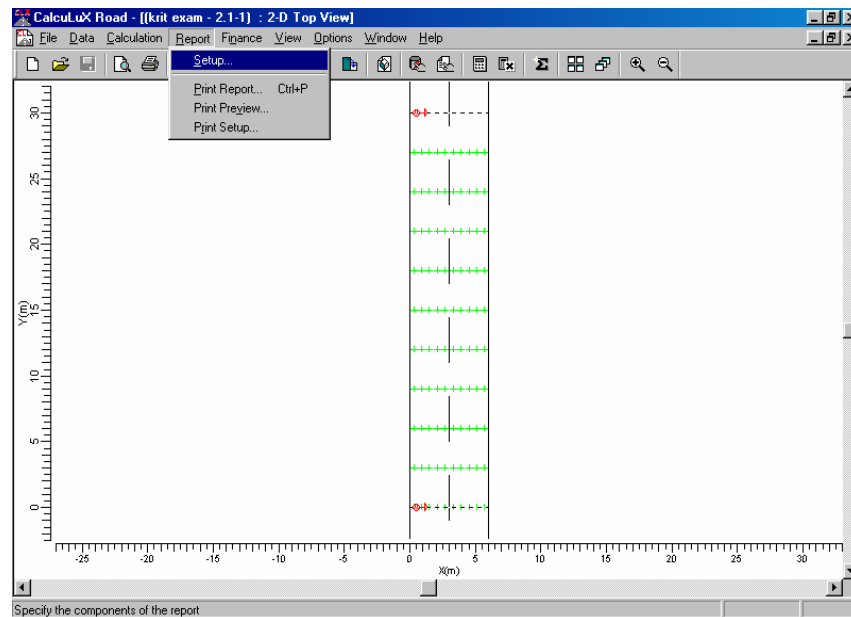 CalcuLuX Road - [(krit exam - 2.1-1) : 2-D Top View]
File Data Calculation Report Finance View Options Window Help
Setup...
Print Report... Ctrl+P
Print Preview...
Print Setup...
30
25
20
Y(m)
15
10
5
0
-25 -20 -15 -10 -5 0 5 10 15 20 25 30
X(m)
Specify the components of the report